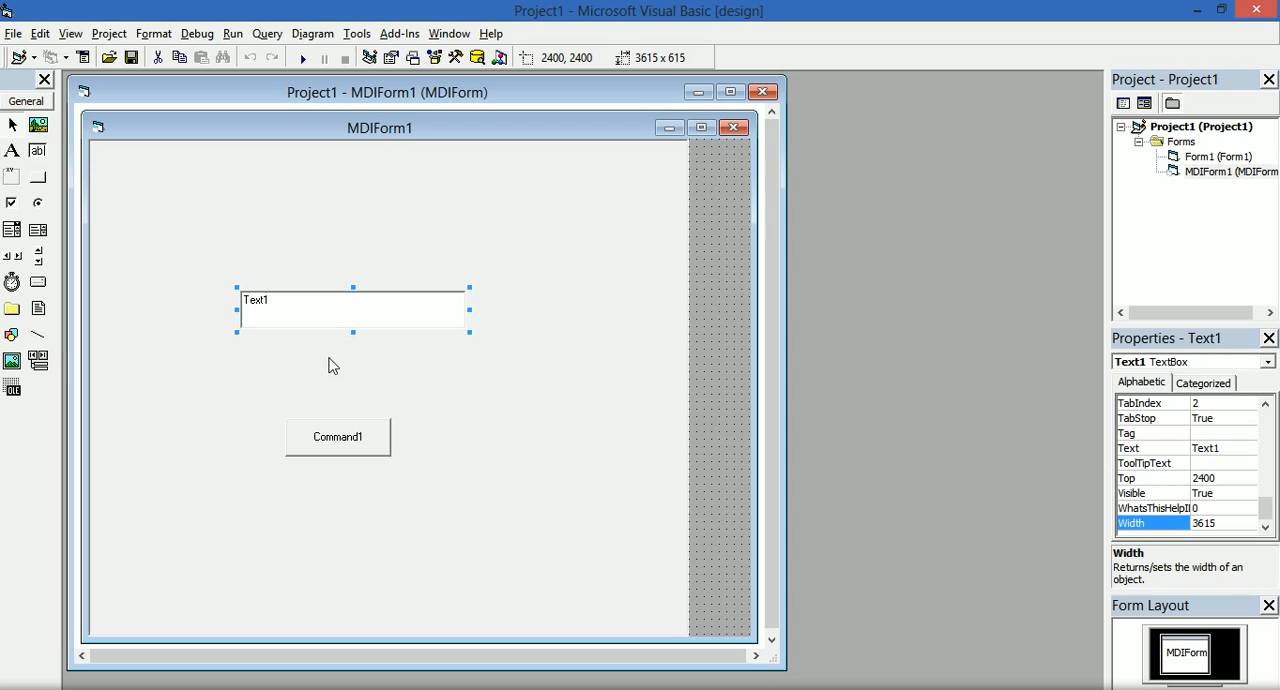 Project1 - Microsoft Visual Basic [design]
File Edit View Project Format Debug Run Query Diagram Tools Add-Ins Window Help
2400, 2400 3615 x 615
General
A ab|
XY
OLE
Project1 - MDIForm1 (MDIForm)
MDIForm1
Text1
Command1
Project - Project1
Project1 (Project1)
Forms
Form1 (Form1)
MDIForm1 (MDIForm
Properties - Text1
Text1 TextBox
Alphabetic Categorized
TabIndex 2
TabStop True
Tag
Text Text1
ToolTipText
Top 2400
Visible True
WhatsThisHelpI 0
Width 3615
Width
Returns/sets the width of an
object.
Form Layout
MDIForm